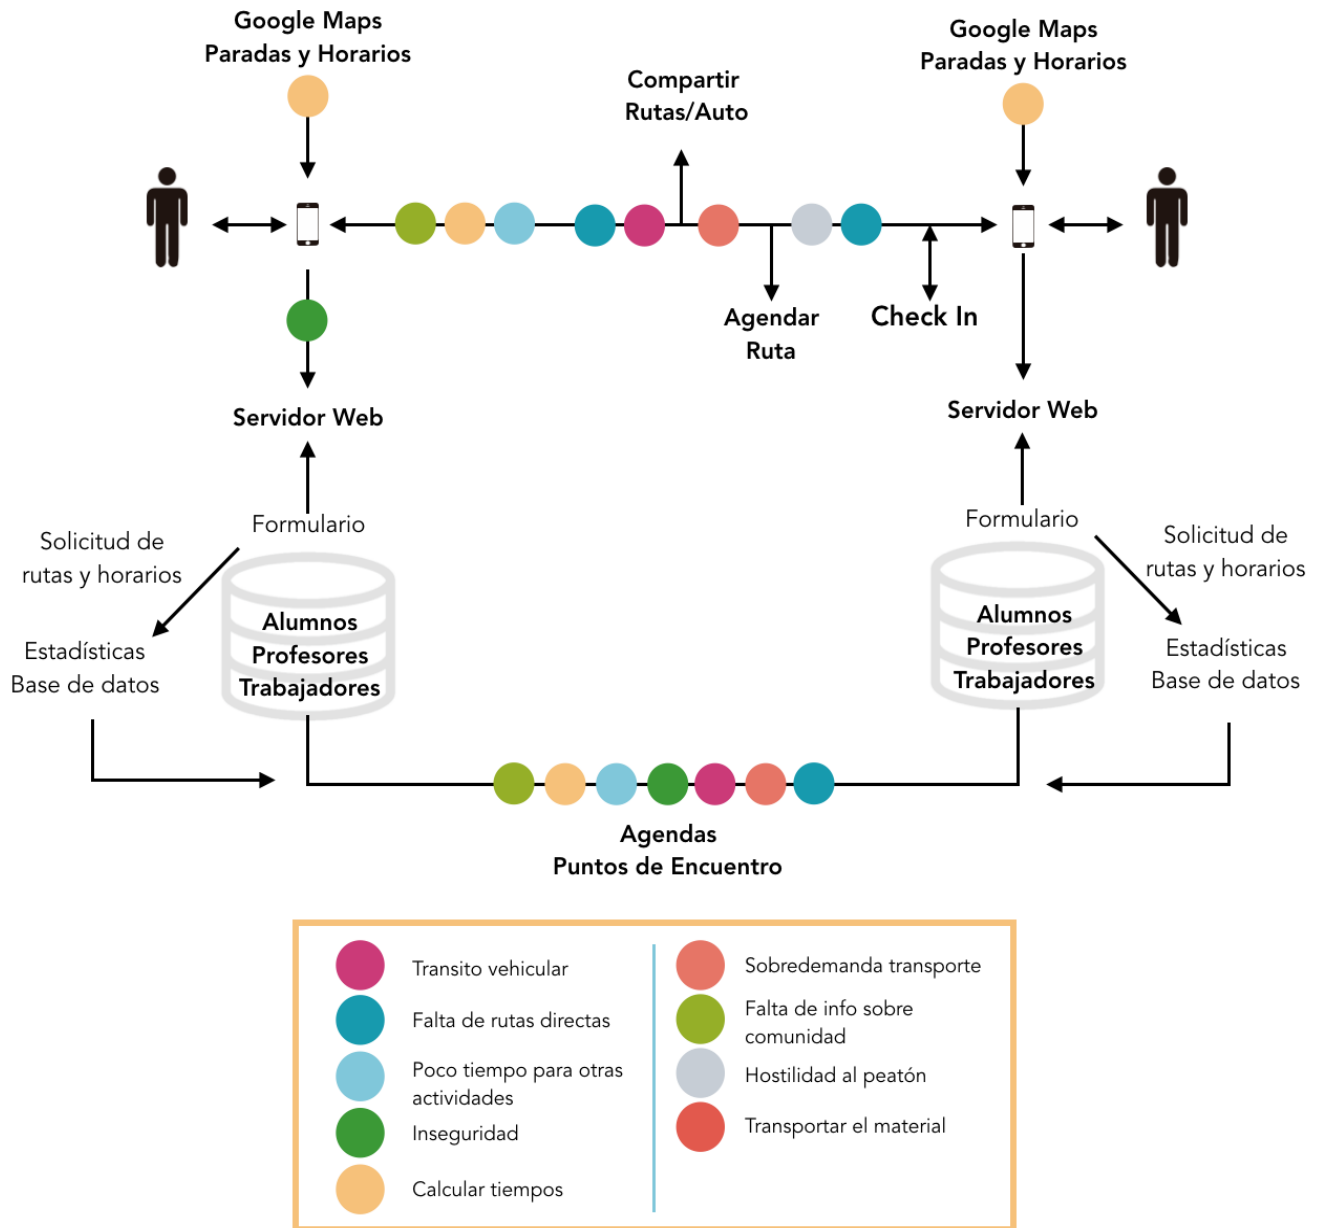 Google Maps
Paradas y Horarios
Google Maps
Paradas y Horarios
Compartir
Rutas/Auto
Agendar
Ruta
Check In
Servidor Web
Servidor Web
Formulario
Formulario
Solicitud de
rutas y horarios
Solicitud de
rutas y horarios
Alumnos
Profesores
Trabajadores
Alumnos
Profesores
Trabajadores
Estadísticas
Base de datos
Estadísticas
Base de datos
Agendas
Puntos de Encuentro
Transito vehicular
Falta de rutas directas
Poco tiempo para otras
actividades
Inseguridad
Calcular tiempos
Sobredemanda transporte
Falta de info sobre
comunidad
Hostilidad al peatón
Transportar el material